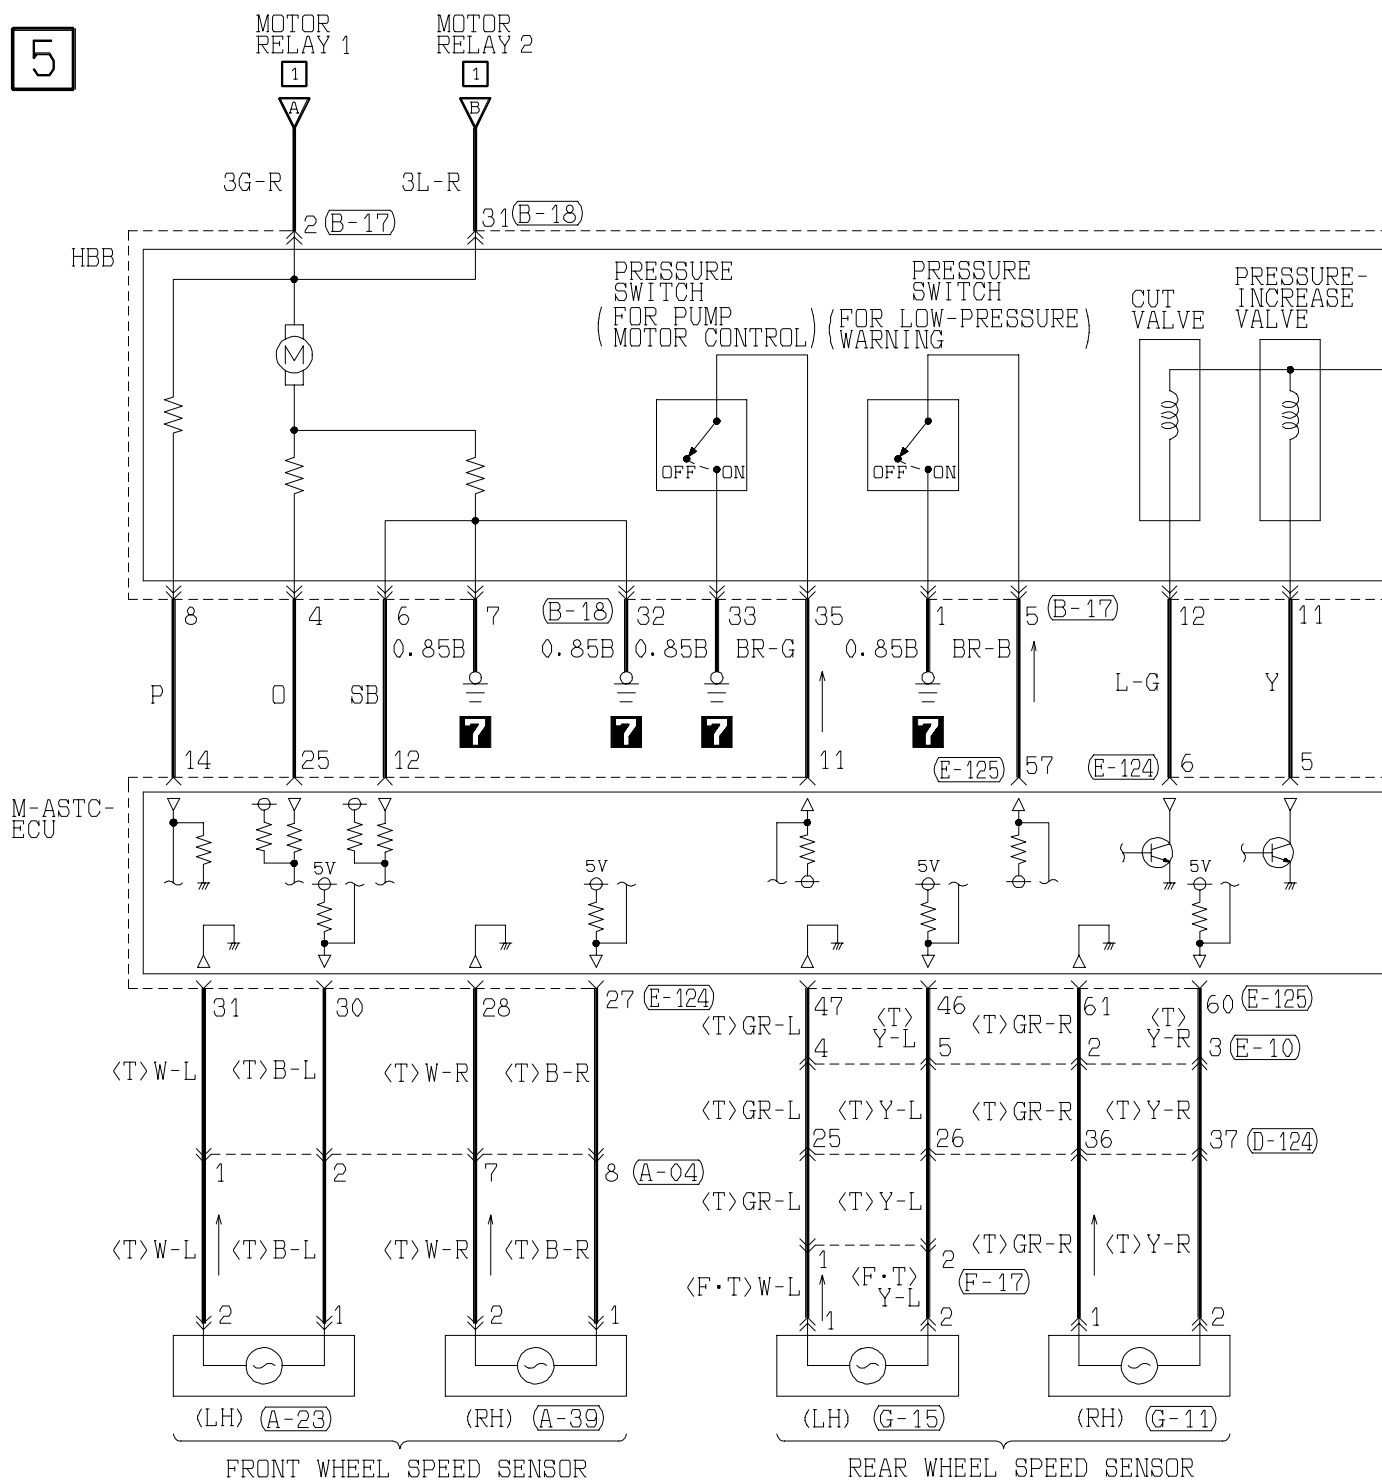 5
MOTOR
RELAY 1
MOTOR
RELAY 2
1
1
A
B
3G-R
3L-R
2 (B-17)
31 (B-18)
HBB
PRESSURE
SWITCH
(FOR PUMP
MOTOR CONTROL)
PRESSURE
SWITCH
(FOR LOW-PRESSURE)
WARNING
CUT
VALVE
PRESSURE-
INCREASE
VALVE
M
OFF ON
OFF ON
8 4 6 7 (B-18) 32 33 35 1 5 (B-17) 12 11
0.85B 0.85B 0.85B BR-G 0.85B BR-B
P O SB L-G Y
7 7 7 7
14 25 12 11 (E-125) 57 (E-124) 6 5
M-ASTC-
ECU
5V 5V 5V 5V
31 30 28 27 (E-124) 47 46 61 60 (E-125)
<T>GR-L <T>
Y-L <T>GR-R <T>
Y-R
4 5 2 3 (E-10)
<T>W-L <T>B-L <T>W-R <T>B-R
<T>GR-L <T>Y-L <T>GR-R <T>Y-R
25 26 36 37 (D-124)
1 2 7 8 (A-04)
<T>GR-L <T>Y-L
<T>W-L <T>B-L <T>W-R <T>B-R <T>GR-R <T>Y-R
1 2 (F-17)
<F·T>W-L <F·T>
Y-L
2 1 2 1 1 2 1 2
(LH) (A-23) (RH) (A-39) (LH) (G-15) (RH) (G-11)
FRONT WHEEL SPEED SENSOR
REAR WHEEL SPEED SENSOR